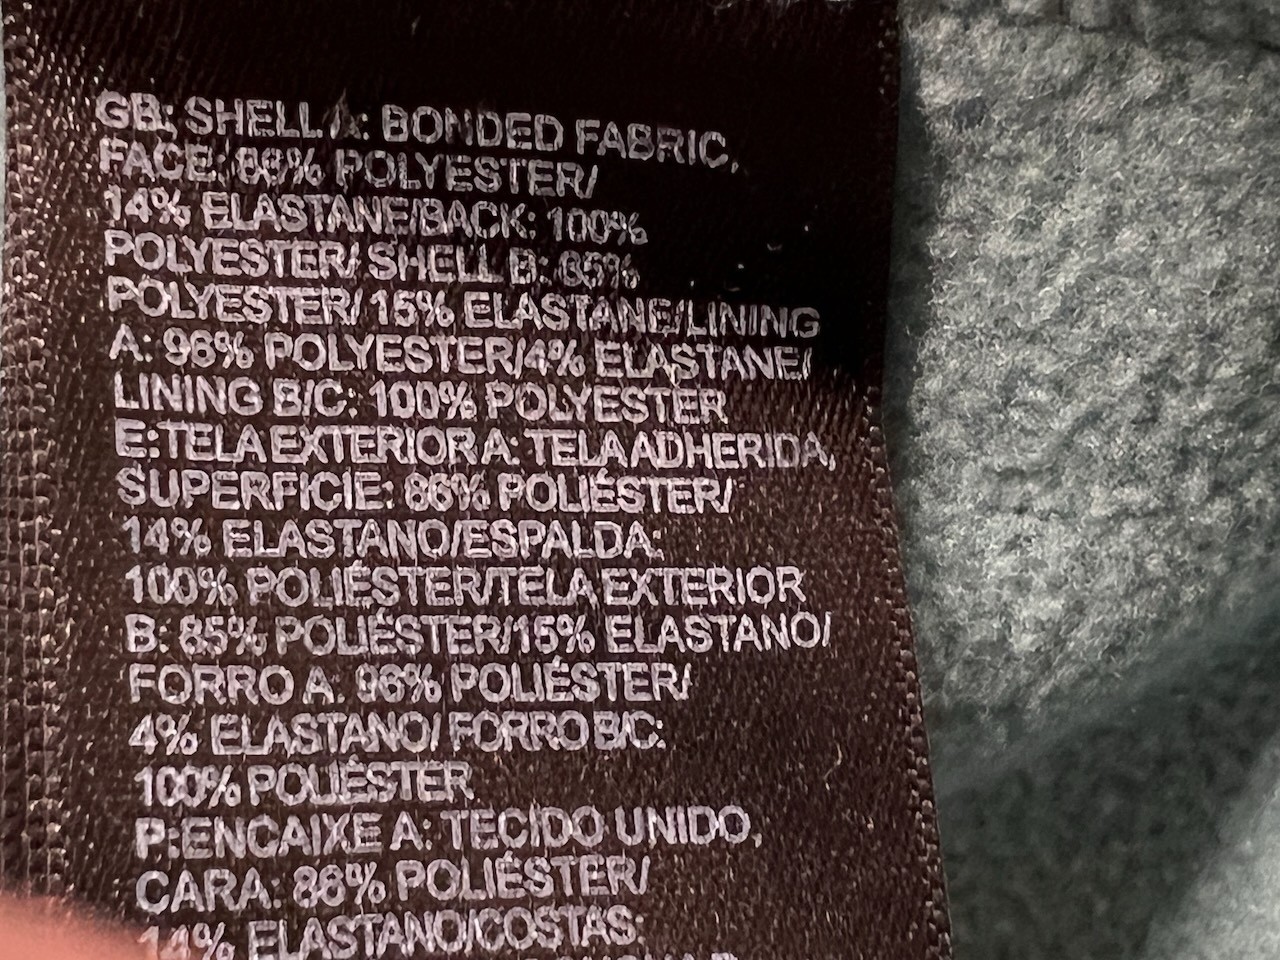 GB: SHELL A: BONDED FABRIC,
FACE: 86% POLYESTER/
14% ELASTANE/BACK: 100%
POLYESTER/ SHELL B: 85%
POLYESTER/ 15% ELASTANE/LINING
A: 96% POLYESTER/4% ELASTANE/
LINING B/C: 100% POLYESTER
E:TELA EXTERIOR A: TELA ADHERIDA,
SUPERFICIE: 86% POLIÉSTER/
14% ELASTANO/ESPALDA:
100% POLIÉSTER/TELA EXTERIOR
B: 85% POLIÉSTER/15% ELASTANO/
FORRO A. 96% POLIÉSTER/
4% ELASTANO/ FORRO B/C:
100% POLIÉSTER
P:ENCAIXE A: TECIDO UNIDO,
CARA: 86% POLIÉSTER/
14% ELASTANO/COSTAS: